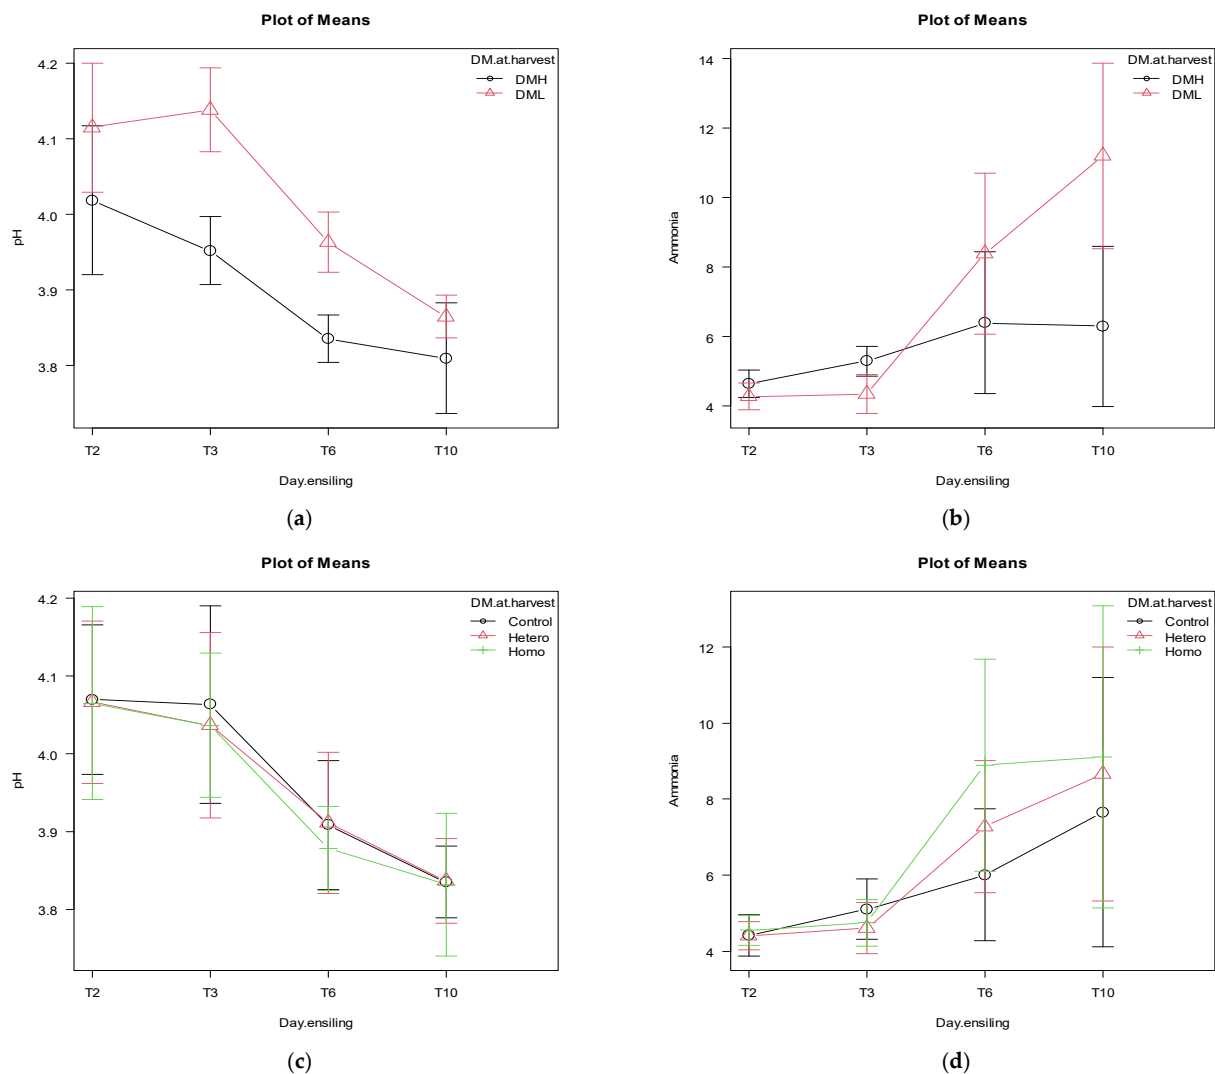 Plot of Means
DM.at.harvest
DMH
DML
4.2
4.1
4.0
3.9
3.8
pH
T2 T3 T6 T10
Day.ensiling
(a)
Plot of Means
DM.at.harvest
DMH
DML
14
12
10
8
6
4
Ammonia
T2 T3 T6 T10
Day.ensiling
(b)
Plot of Means
DM.at.harvest
Control
Hetero
Homo
4.2
4.1
4.0
3.9
3.8
pH
T2 T3 T6 T10
Day.ensiling
(c)
Plot of Means
DM.at.harvest
Control
Hetero
Homo
12
10
8
6
4
Ammonia
T2 T3 T6 T10
Day.ensiling
(d)